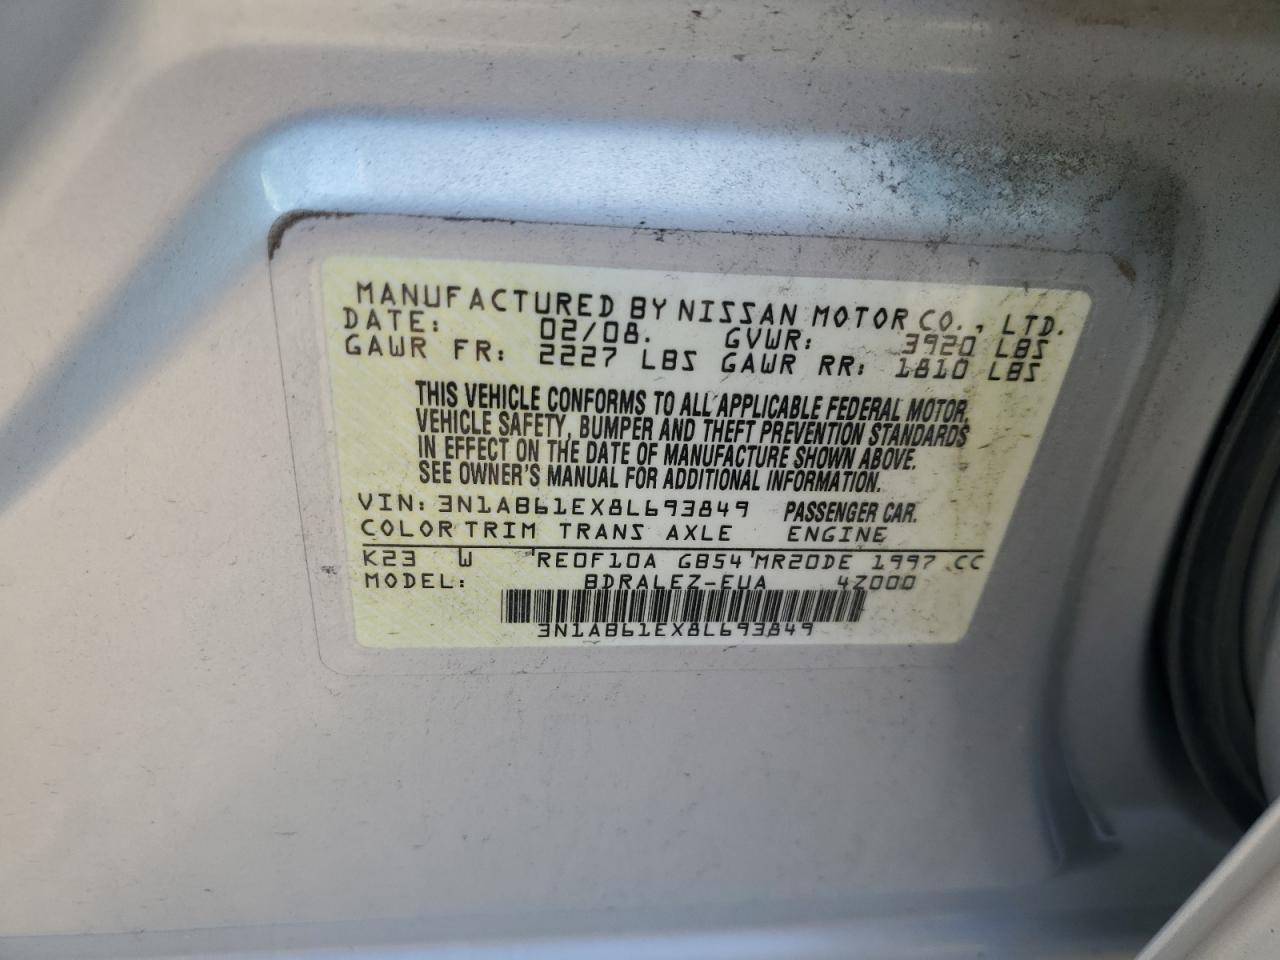 MANUFACTURED BY NISSAN MOTOR CO., LTD.
DATE: 02/08. GVWR: 3920 LBS
GAWR FR: 2227 LBS GAWR RR: 1810 LBS
THIS VEHICLE CONFORMS TO ALL APPLICABLE FEDERAL MOTOR
VEHICLE SAFETY, BUMPER AND THEFT PREVENTION STANDARDS
IN EFFECT ON THE DATE OF MANUFACTURE SHOWN ABOVE.
SEE OWNER'S MANUAL FOR ADDITIONAL INFORMATION.
VIN: 3N1AB61EX8L693849 PASSENGER CAR.
COLOR TRIM TRANS AXLE ENGINE
K23 W RE0F10A GB54 MR20DE 1997 CC
MODEL: BDRALEZ-EUA 4Z000
3N1AB61EX8L693849